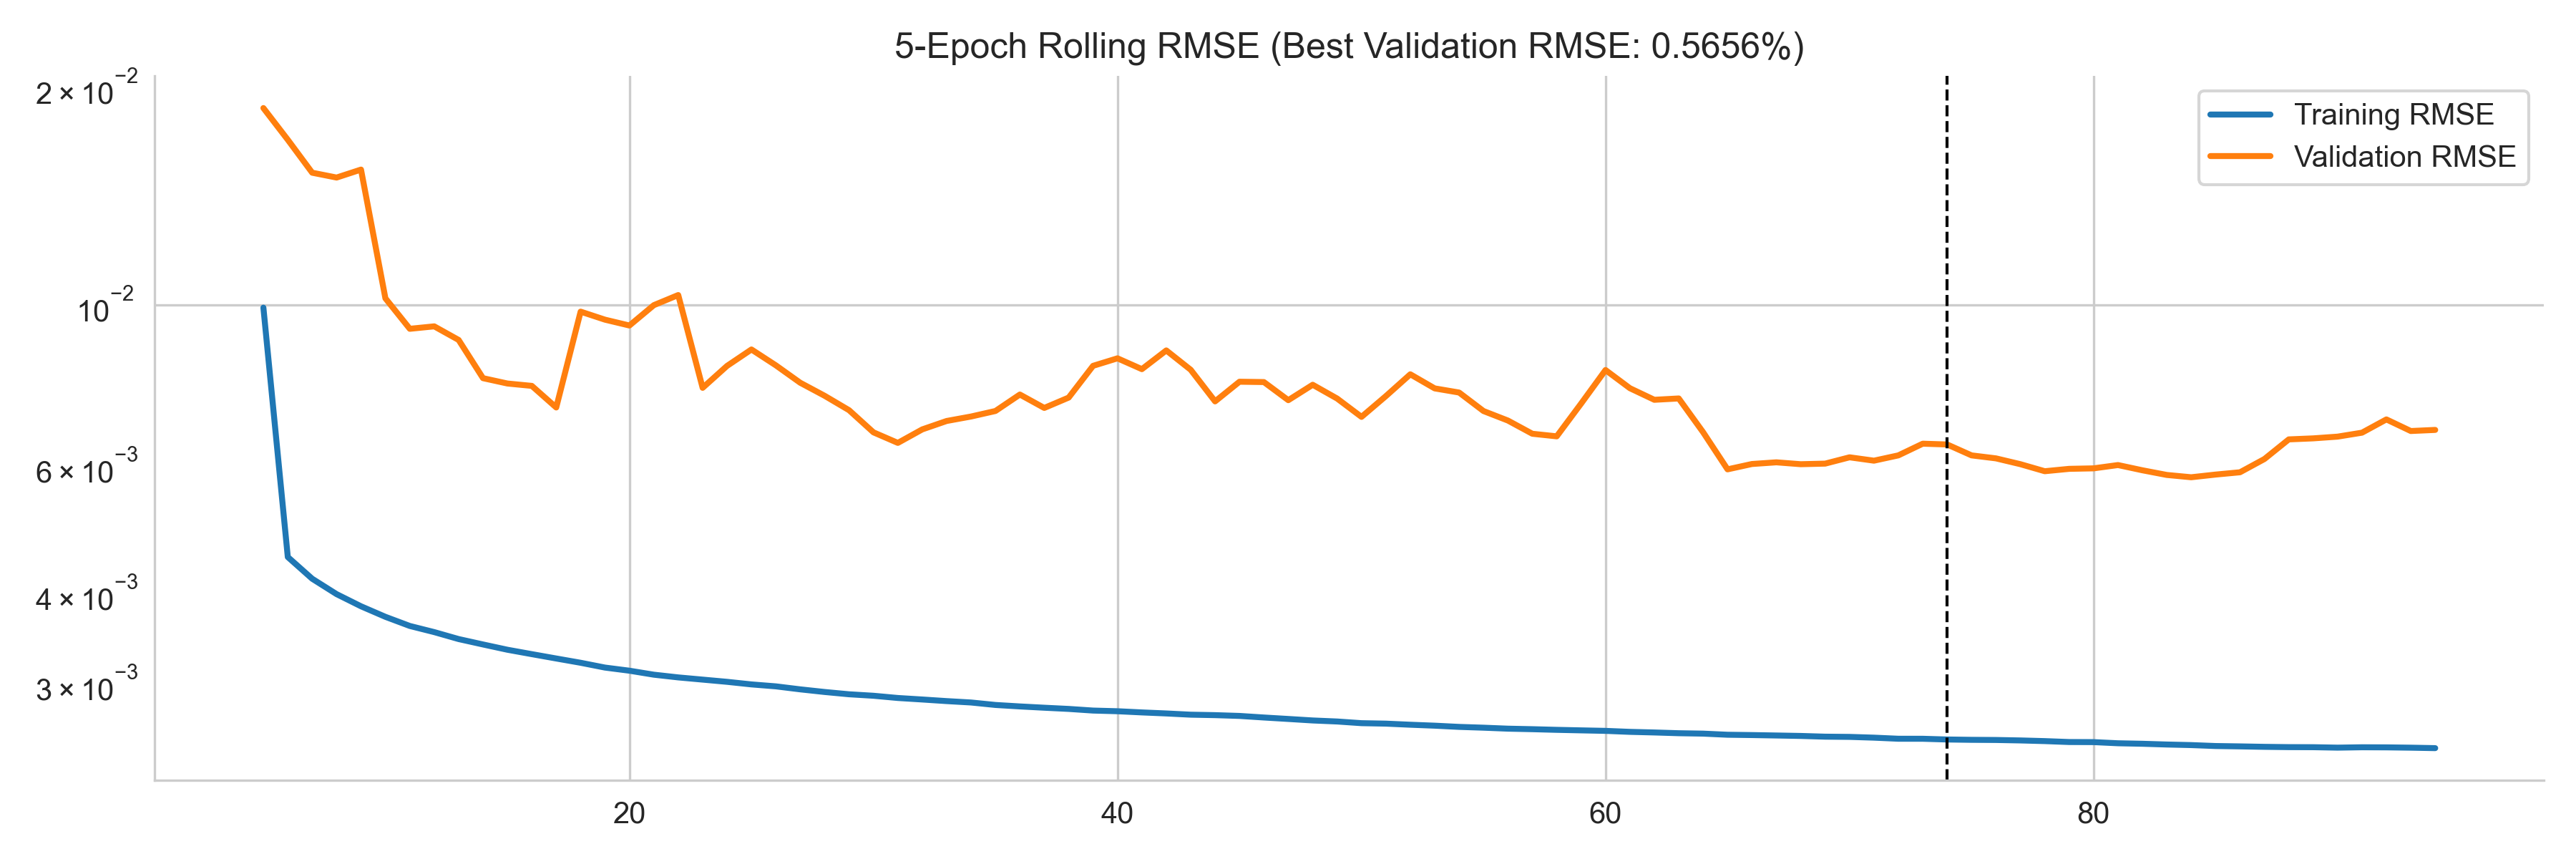 5-Epoch Rolling RMSE (Best Validation RMSE: 0.5656%)
2 × 10⁻²
10⁻²
6 × 10⁻³
4 × 10⁻³
3 × 10⁻³
Training RMSE
Validation RMSE
20 40 60 80